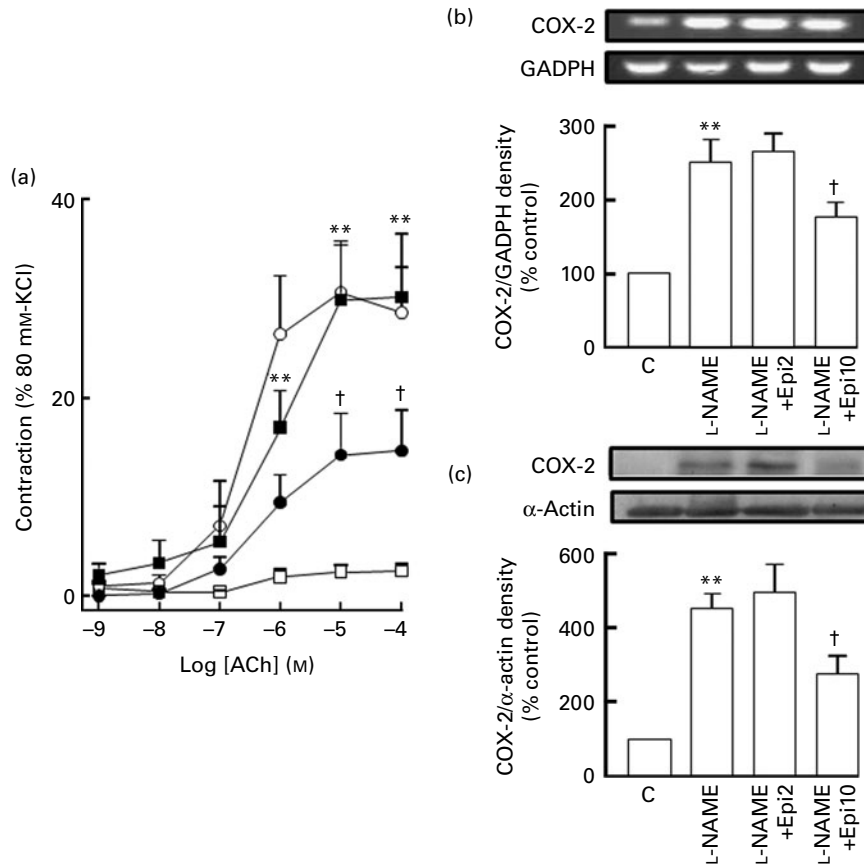 (a)
40
20
0
Contraction (% 80 mM-KCl)
**
**
**
†
†
–9
–8
–7
–6
–5
–4
Log [ACh] (M)
(b)
COX-2
GADPH
300
200
100
0
COX-2/GADPH density
(% control)
**
†
C
L-NAME
L-NAME
+Epi2
L-NAME
+Epi10
(c)
COX-2
α-Actin
600
400
200
0
COX-2/α-actin density
(% control)
**
†
C
L-NAME
L-NAME
+Epi2
L-NAME
+Epi10